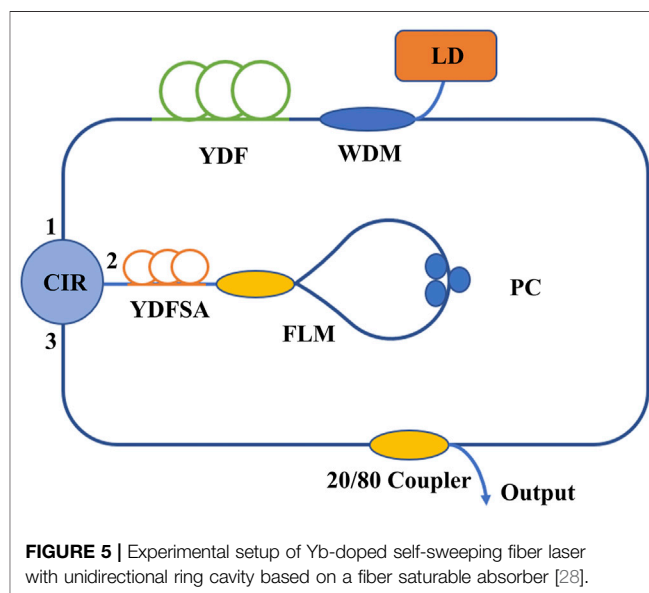 LD
YDF
WDM
1
CIR
2
YDFSA
3
FLM
PC
20/80 Coupler
Output
FIGURE 5 | Experimental setup of Yb-doped self-sweeping fiber laser
with unidirectional ring cavity based on a fiber saturable absorber [28].